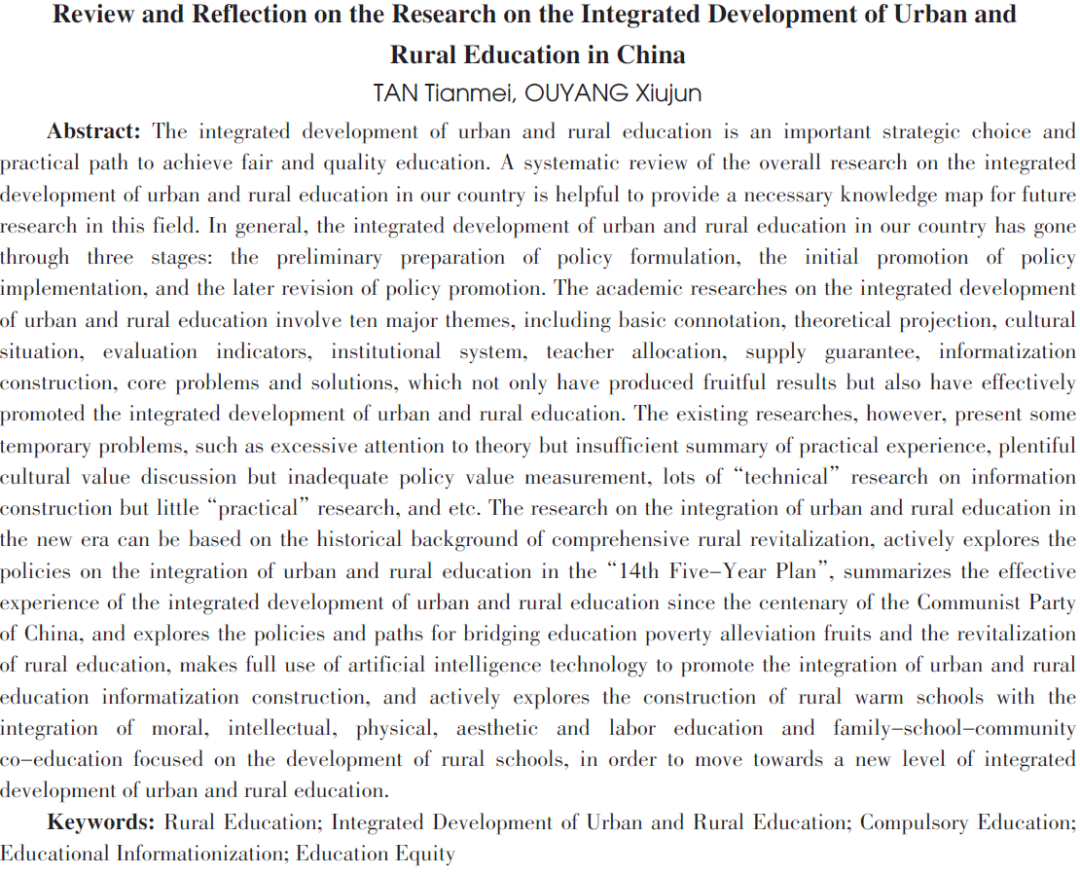 Review and Reflection on the Research on the Integrated Development of Urban and
Rural Education in China
TAN Tianmei, OUYANG Xiujun
Abstract: The integrated development of urban and rural education is an important strategic choice and
practical path to achieve fair and quality education. A systematic review of the overall research on the integrated
development of urban and rural education in our country is helpful to provide a necessary knowledge map for future
research in this field. In general, the integrated development of urban and rural education in our country has gone
through three stages: the preliminary preparation of policy formulation, the initial promotion of policy
implementation, and the later revision of policy promotion. The academic researches on the integrated development
of urban and rural education involve ten major themes, including basic connotation, theoretical projection, cultural
situation, evaluation indicators, institutional system, teacher allocation, supply guarantee, informatization
construction, core problems and solutions, which not only have produced fruitful results but also have effectively
promoted the integrated development of urban and rural education. The existing researches, however, present some
temporary problems, such as excessive attention to theory but insufficient summary of practical experience, plentiful
cultural value discussion but inadequate policy value measurement, lots of “technical” research on information
construction but little “practical” research, and etc. The research on the integration of urban and rural education in
the new era can be based on the historical background of comprehensive rural revitalization, actively explores the
policies on the integration of urban and rural education in the “14th Five-Year Plan”, summarizes the effective
experience of the integrated development of urban and rural education since the centenary of the Communist Party
of China, and explores the policies and paths for bridging education poverty alleviation fruits and the revitalization
of rural education, makes full use of artificial intelligence technology to promote the integration of urban and rural
education informatization construction, and actively explores the construction of rural warm schools with the
integration of moral, intellectual, physical, aesthetic and labor education and family-school-community
co-education focused on the development of rural schools, in order to move towards a new level of integrated
development of urban and rural education.
Keywords: Rural Education; Integrated Development of Urban and Rural Education; Compulsory Education;
Educational Informationization; Education Equity